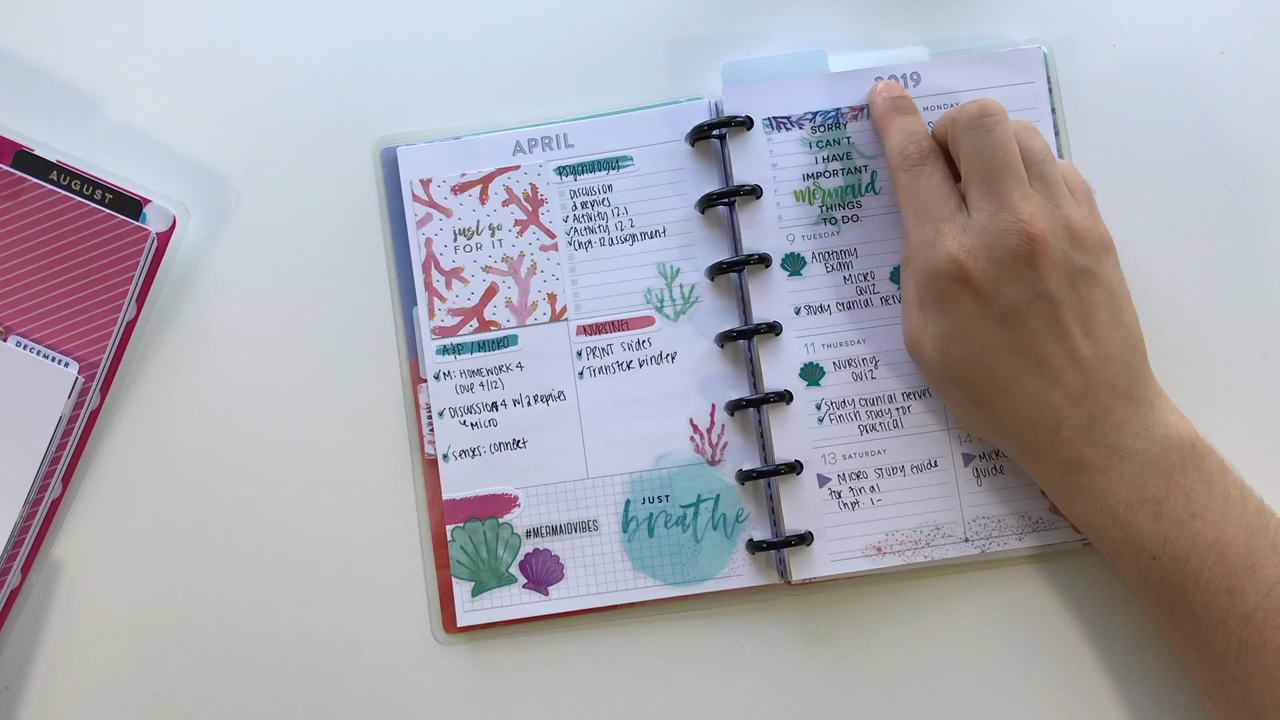 AUGUST
DECEMBER
APRIL
just go
FOR IT
Psychology
Discussion
2 replies
Activity 12.1
Activity 12.2
Chpt. 12 assignment
A&P / MICRO
M: HOMEWORK 4
(Due 4/12)
DISCUSSION 4 w/ 2 Replies
Micro
senses: connect
NURSING
PRINT Slides
Transfer binder
#MERMAIDVIBES
JUST
breathe
2019
MONDAY
SORRY
I CAN'T.
I HAVE
IMPORTANT
mermaid
THINGS
TO DO.
9 TUESDAY
Anatomy
Exam
MICRO
QUIZ
Study cranial nerv
11 THURSDAY
Nursing
Quiz
Study cranial nerves
Finish study for
practical
13 SATURDAY
MICRO STUDY Guide
for final
Chpt. 1-
14
MICR
guide